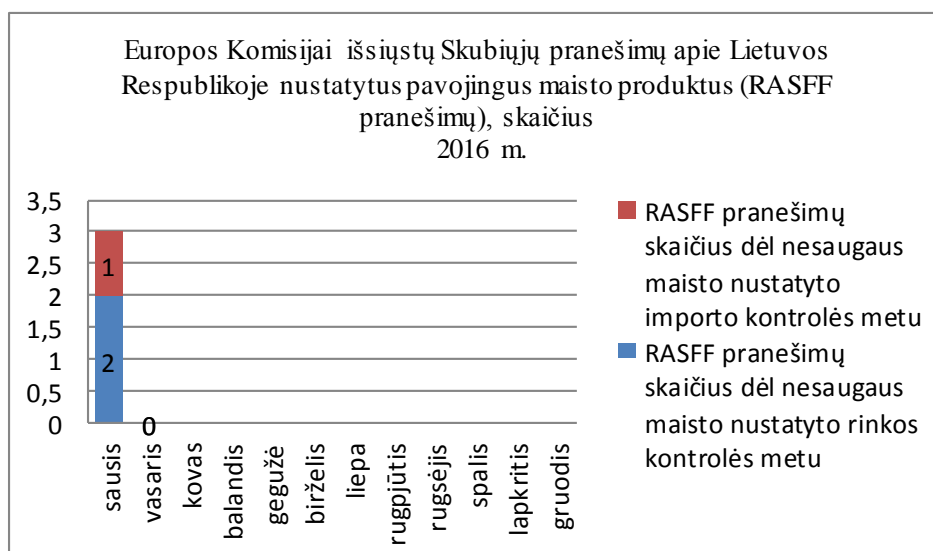 Europos Komisijai išsiųstų Skubiųjų pranešimų apie Lietuvos
Respublikoje nustatytus pavojingus maisto produktus (RASFF
pranešimų), skaičius
2016 m.
3,5
3
2,5
2
1,5
1
0,5
0
1
2
0
sausis
vasaris
kovas
balandis
gegužė
birželis
liepa
rugpjūtis
rugsėjis
spalis
lapkritis
gruodis
RASFF pranešimų
skaičius dėl nesaugaus
maisto nustatyto
importo kontrolės metu
RASFF pranešimų
skaičius dėl nesaugaus
maisto nustatyto rinkos
kontrolės metu